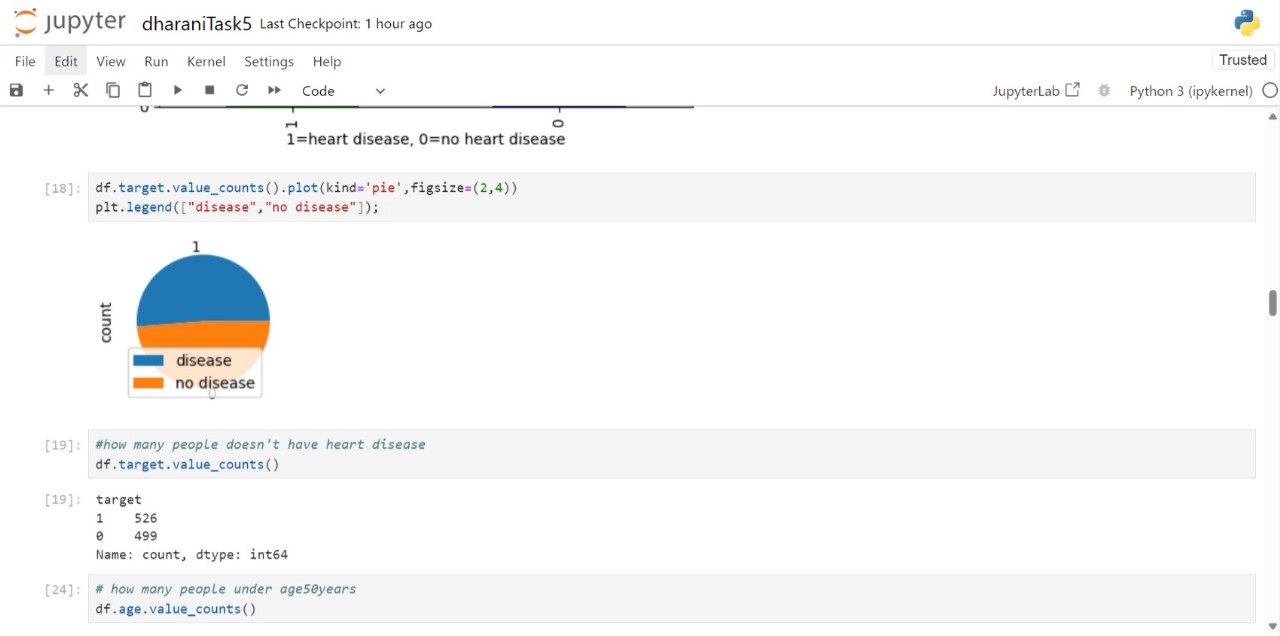 jupyter dharaniTask5 Last Checkpoint: 1 hour ago
File Edit View Run Kernel Settings Help Trusted
Code JupyterLab Python 3 (ipykernel)
0
1 0
1=heart disease, 0=no heart disease
[18]: df.target.value_counts().plot(kind='pie',figsize=(2,4))
plt.legend(["disease","no disease"]);
1
count
disease
no disease
[19]: #how many people doesn't have heart disease
df.target.value_counts()
[19]: target
1 526
0 499
Name: count, dtype: int64
[24]: # how many people under age50years
df.age.value_counts()